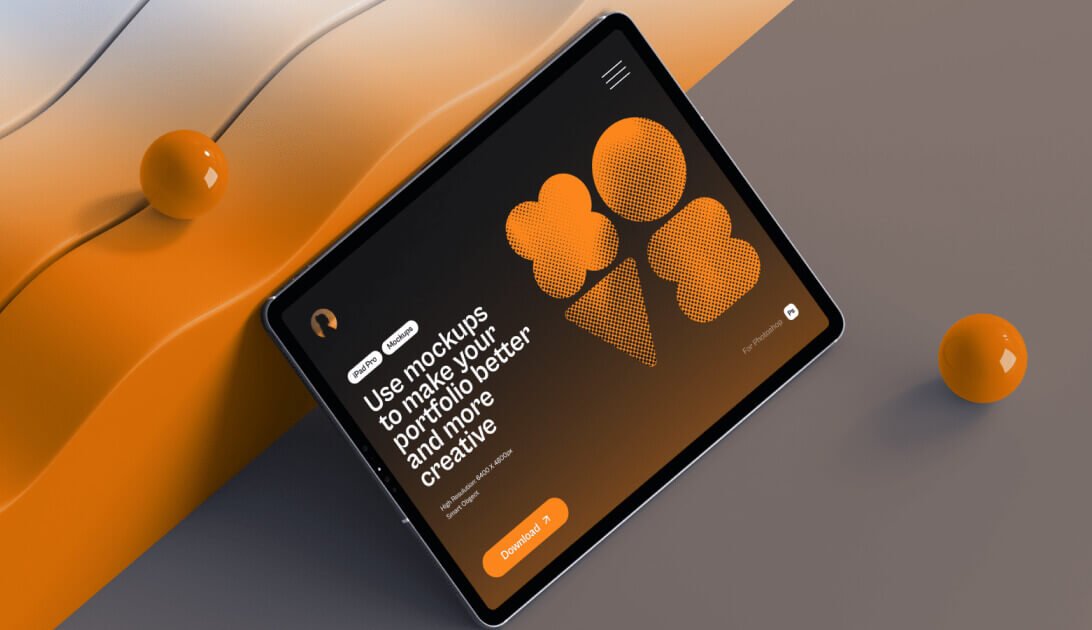 iPad Pro
Mockups
Use mockups
to make your
portfolio better
and more
creative
High Resolution 6400 X 4800px
Smart Obgect
Download
For Photoshop
Ps